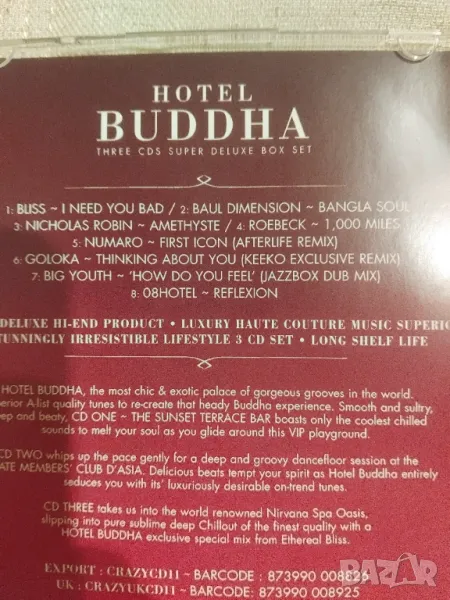 HOTEL
BUDDHA
THREE CDS SUPER DELUXE BOX SET
1: BLISS ~ I NEED YOU BAD / 2: BAUL DIMENSION ~ BANGLA SOUL
3: NICHOLAS ROBIN ~ AMETHYSTE / 4: ROEBECK ~ 1,000 MILES
5: NUMARO ~ FIRST ICON (AFTERLIFE REMIX)
6: GOLOKA ~ THINKING ABOUT YOU (KEEKO EXCLUSIVE REMIX)
7: BIG YOUTH ~ 'HOW DO YOU FEEL' (JAZZBOX DUB MIX)
8: 08HOTEL ~ REFLEXION
DELUXE HI-END PRODUCT • LUXURY HAUTE COUTURE MUSIC SUPERIO
TUNNINGLY IRRESISTIBLE LIFESTYLE 3 CD SET • LONG SHELF LIFE
HOTEL BUDDHA, the most chic & exotic palace of gorgeous grooves in the world.
erior A-list quality tunes to re-create that heady Buddha experience. Smooth and sultry,
ep and beaty, CD ONE ~ THE SUNSET TERRACE BAR boasts only the coolest chilled
sounds to melt your soul as you glide around this VIP playground.
CD TWO whips up the pace gently for a deep and groovy dancefloor session at the
ATE MEMBERS' CLUB D'ASIA. Delicious beats tempt your spirit as Hotel Buddha entirely
seduces you with its' luxuriously desirable on-trend tunes.
CD THREE takes us into the world renowned Nirvana Spa Oasis,
slipping into pure sublime deep Chillout of the finest quality with a
HOTEL BUDDHA exclusive special mix from Ethereal Bliss.
EXPORT : CRAZYCD11 ~ BARCODE : 873990 008826
UK : CRAZYUKCD11 ~ BARCODE : 873990 008925
BAZAR